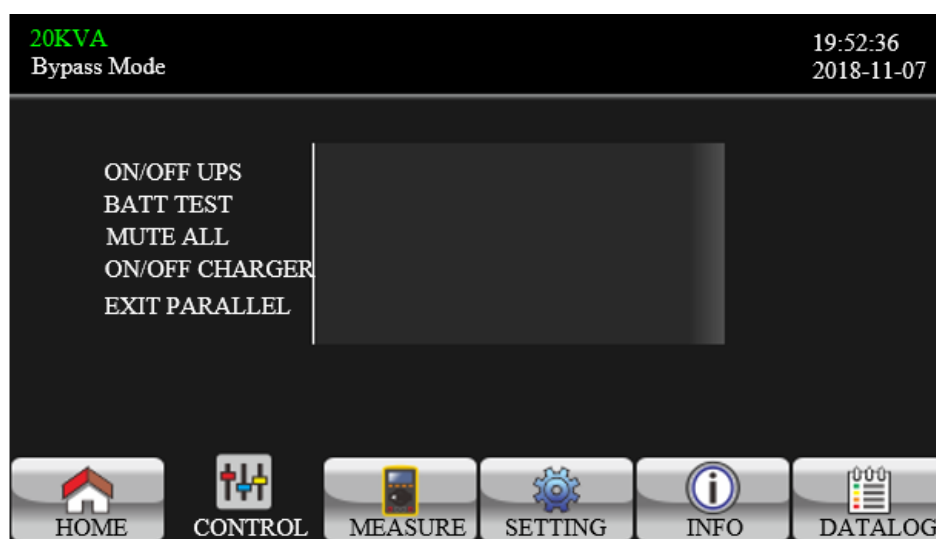 20KVA
Bypass Mode
19:52:36
2018-11-07
ON/OFF UPS
BATT TEST
MUTE ALL
ON/OFF CHARGER
EXIT PARALLEL
HOME
CONTROL
MEASURE
SETTING
INFO
DATALOG